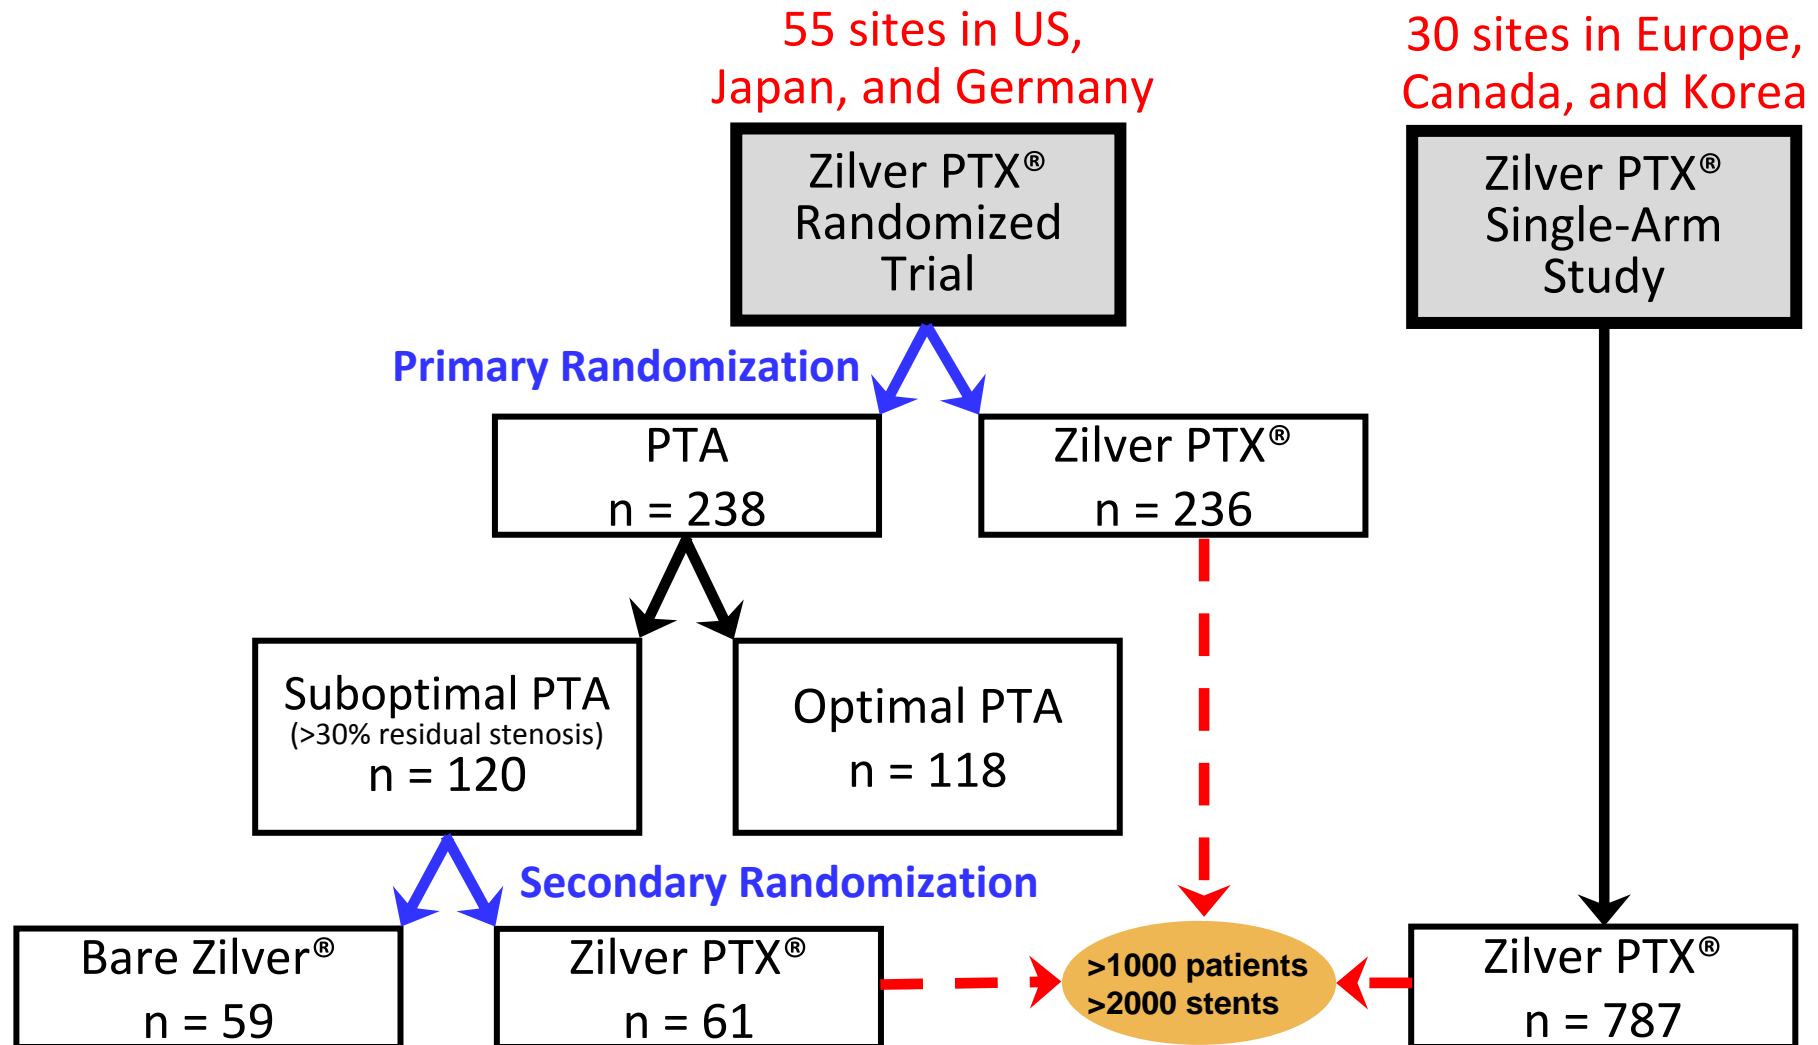 55 sites in US,
Japan, and Germany
30 sites in Europe,
Canada, and Korea
Zilver PTX®
Randomized
Trial
Zilver PTX®
Single-Arm
Study
Primary Randomization
PTA
n = 238
Zilver PTX®
n = 236
Suboptimal PTA
(>30% residual stenosis)
n = 120
Optimal PTA
n = 118
Secondary Randomization
Bare Zilver®
n = 59
Zilver PTX®
n = 61
>1000 patients
>2000 stents
Zilver PTX®
n = 787